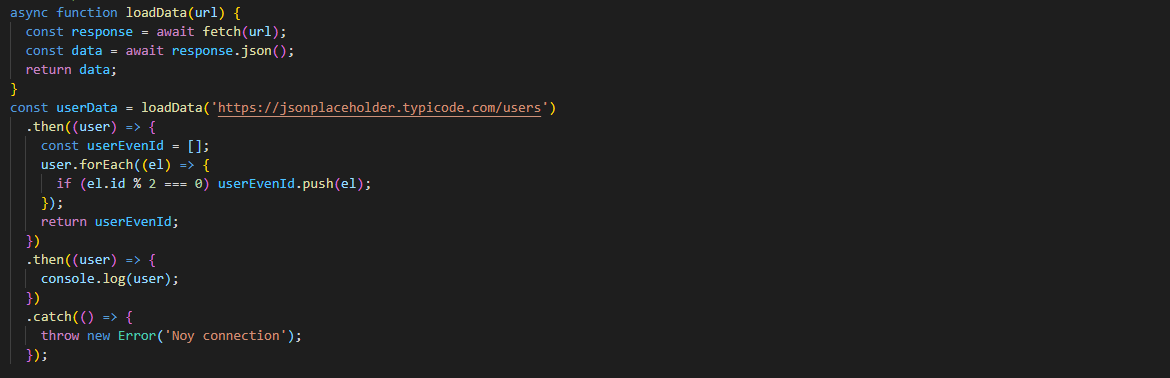 async function loadData(url) {
  const response = await fetch(url);
  const data = await response.json();
  return data;
}
const userData = loadData('https://jsonplaceholder.typicode.com/users')
  .then((user) => {
    const userEvenId = [];
    user.forEach((el) => {
      if (el.id % 2 === 0) userEvenId.push(el);
    });
    return userEvenId;
  })
  .then((user) => {
    console.log(user);
  })
  .catch(() => {
    throw new Error('Noy connection');
  });